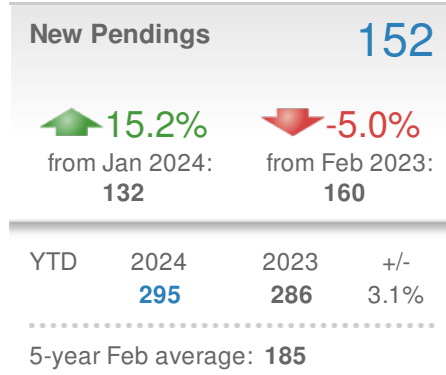 New Pendings 152
15.2% -5.0%
from Jan 2024: from Feb 2023:
132 160
YTD 2024 2023 +/-
295 286 3.1%
5-year Feb average: 185